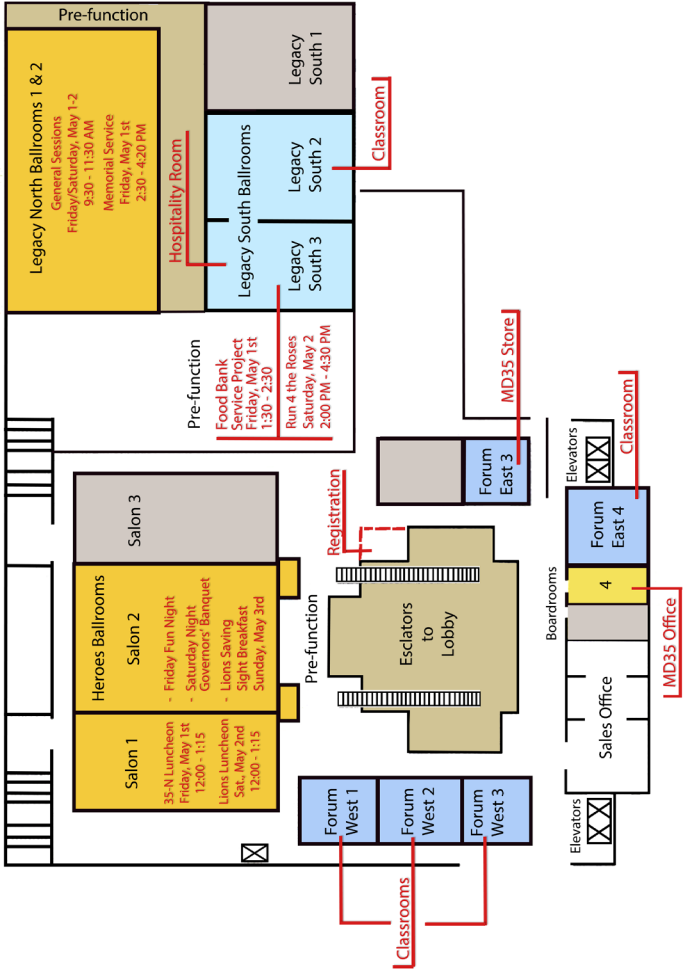 Pre-function
Legacy North Ballrooms 1 & 2
General Sessions
Friday/Saturday, May 1-2
9:30 - 11:30 AM
Memorial Service
Friday, May 1st
2:30 - 4:20 PM
Hospitality Room
Legacy South Ballrooms
Legacy
South 1
Legacy
South 2
Legacy
South 3
Classroom
Pre-function
Food Bank
Service Project
Friday, May 1st
1:30 - 2:30
Run 4 the Roses
Saturday, May 2
2:00 PM - 4:30 PM
MD35 Store
Forum
East 3
Elevators
Classroom
Forum
East 4
Boardrooms
4
MD35 Office
Sales Office
Elevators
Registration
Esclators
to
Lobby
Pre-function
Salon 3
Heroes Ballrooms
Salon 2
- Friday Fun Night
- Saturday Night
Governors' Banquet
- Lions Saving
Sight Breakfast
Sunday, May 3rd
Salon 1
35-N Luncheon
Friday, May 1st
12:00 - 1:15
Lions Luncheon
Sat., May 2nd
12:00 - 1:15
Forum
West 1
Forum
West 2
Forum
West 3
Classrooms